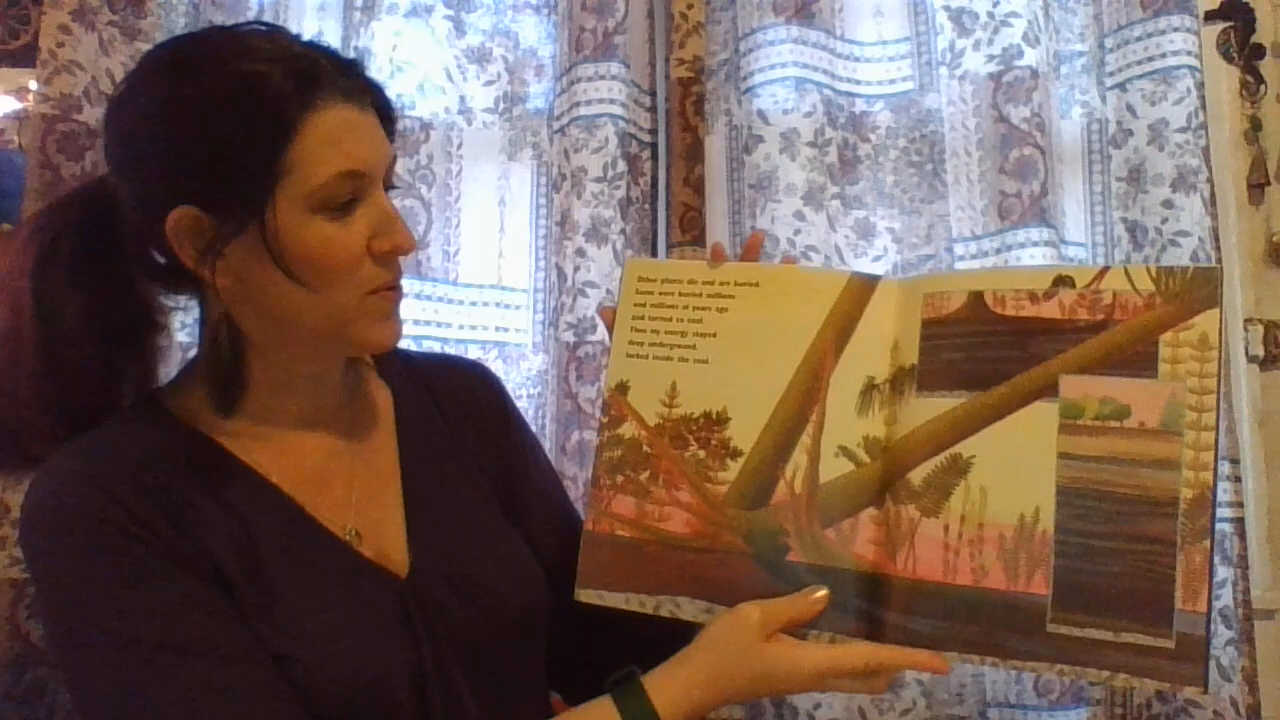 Other plants die and are buried.
Some were buried millions
and millions of years ago
and turned to coal.
Then my energy stayed
deep underground,
locked inside the coal.